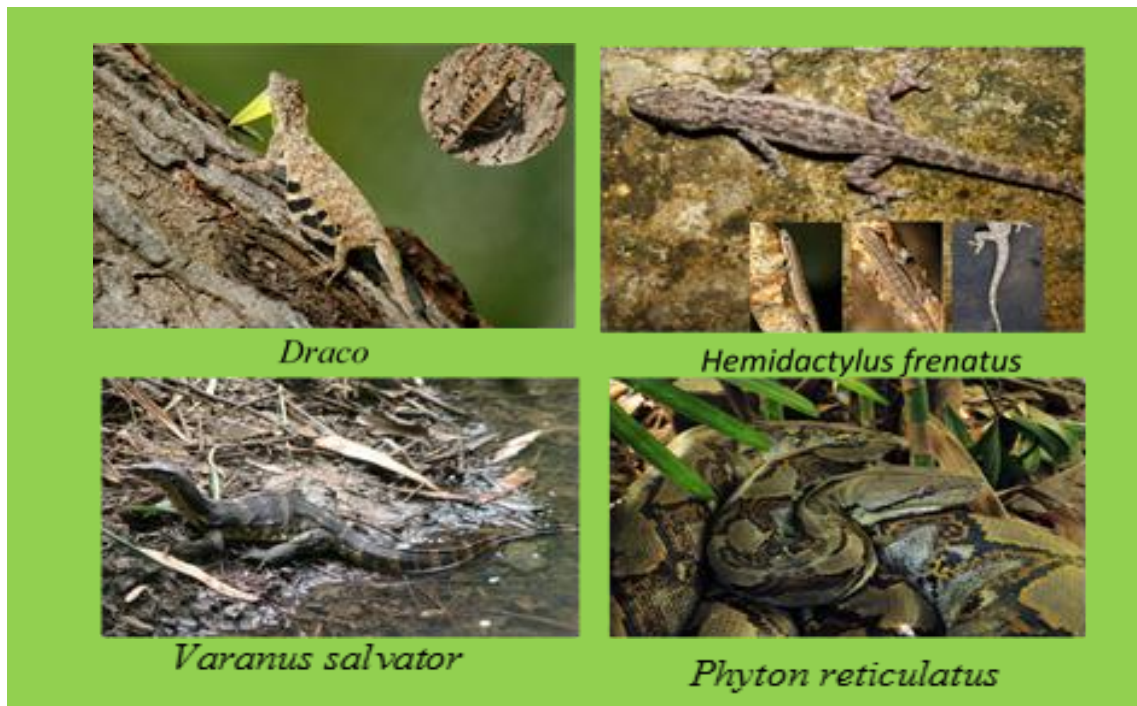 Draco
Hemidactylus frenatus
Varanus salvator
Phyton reticulatus